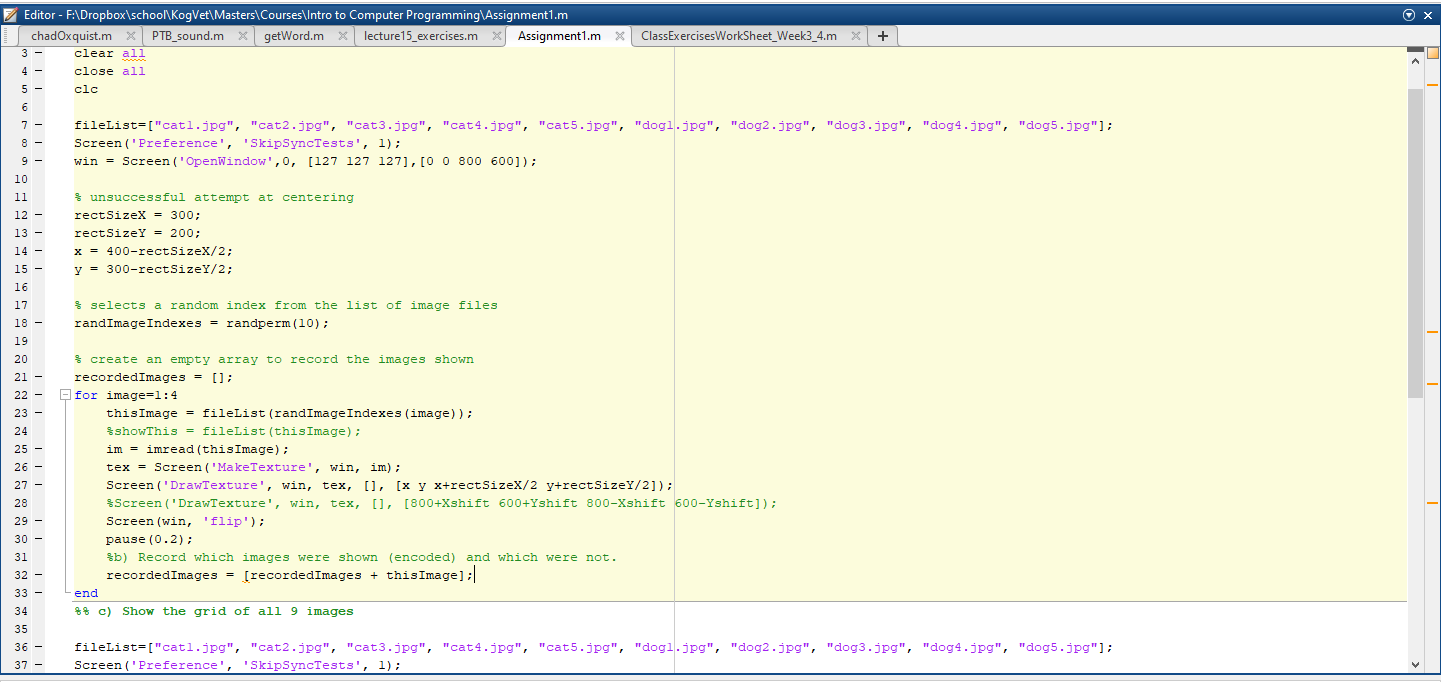 Editor - F:\Dropbox\school\KogVet\Masters\Courses\Intro to Computer Programming\Assignment1.m
chadOxquist.m PTB_sound.m getWord.m lecture15_exercises.m Assignment1.m ClassExercisesWorkSheet_Week3_4.m
3 clear all
4 close all
5 clc
6
7 fileList=["cat1.jpg", "cat2.jpg", "cat3.jpg", "cat4.jpg", "cat5.jpg", "dog1.jpg", "dog2.jpg", "dog3.jpg", "dog4.jpg", "dog5.jpg"];
8 Screen('Preference', 'SkipSyncTests', 1);
9 win = Screen('OpenWindow',0, [127 127 127],[0 0 800 600]);
10
11 % unsuccessful attempt at centering
12 rectSizeX = 300;
13 rectSizeY = 200;
14 x = 400-rectSizeX/2;
15 y = 300-rectSizeY/2;
16
17 % selects a random index from the list of image files
18 randImageIndexes = randperm(10);
19
20 % create an empty array to record the images shown
21 recordedImages = [];
22 for image=1:4
23 thisImage = fileList(randImageIndexes(image));
24 %showThis = fileList(thisImage);
25 im = imread(thisImage);
26 tex = Screen('MakeTexture', win, im);
27 Screen('DrawTexture', win, tex, [], [x y x+rectSizeX/2 y+rectSizeY/2]);
28 %Screen('DrawTexture', win, tex, [], [800+Xshift 600+Yshift 800-Xshift 600-Yshift]);
29 Screen(win, 'flip');
30 pause(0.2);
31 %b) Record which images were shown (encoded) and which were not.
32 recordedImages = [recordedImages + thisImage];
33 end
34 %% c) Show the grid of all 9 images
35
36 fileList=["cat1.jpg", "cat2.jpg", "cat3.jpg", "cat4.jpg", "cat5.jpg", "dog1.jpg", "dog2.jpg", "dog3.jpg", "dog4.jpg", "dog5.jpg"];
37 Screen('Preference', 'SkipSyncTests', 1);